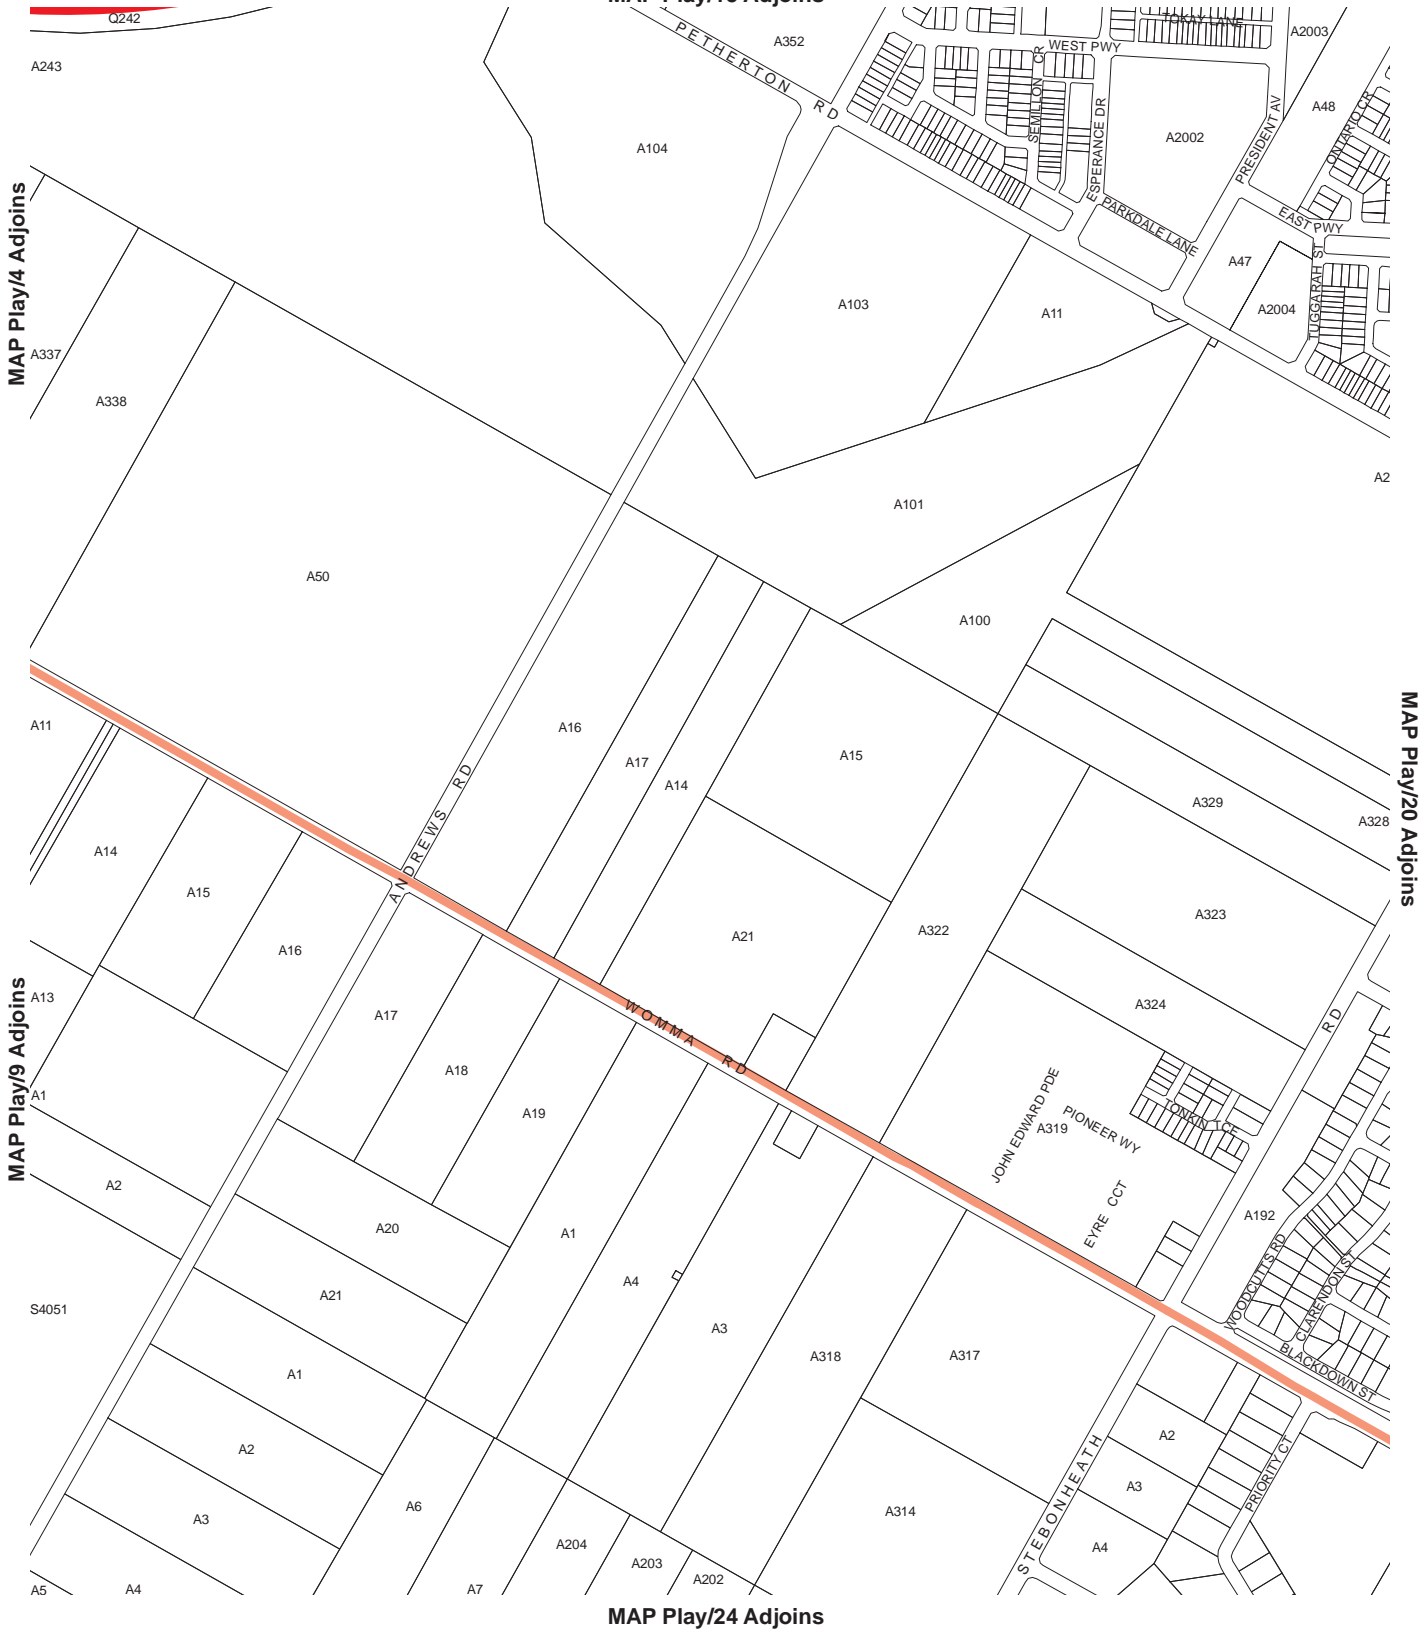 Q242
A352
WEST PWY
TOKAY LANE
A2003
A243
PETHERTON RD
SEMILLON CR
ESPERANCE DR
A2002
PRESIDENT AV
A48
ONTARIO CR
A104
MAP Play/4 Adjoins
PARKDALE LANE
EAST PWY
A47
TUGGARAH ST
A103
A11
A2004
A337
A338
A2
A101
A50
A100
MAP Play/20 Adjoins
A11
A16
A17
A14
A15
A329
A328
ANDREWS RD
A14
A15
A16
A21
A322
A323
MAP Play/9 Adjoins
A13
A17
WOMMA RD
A324
RD
A18
A1
A19
JOHN EDWARD PDE
A319
PIONEER WY
TONKIN TCE
A2
A20
A1
EYRE CCT
A192
WOODCUTTS RD
CLARENDON ST
S4051
A21
A4
A3
A318
A317
BLACKDOWN ST
A1
A2
A2
A3
A6
STEBONHEATH
A3
PRIORITY CT
A314
A204
A203
A202
A4
A5
A4
A7
MAP Play/24 Adjoins